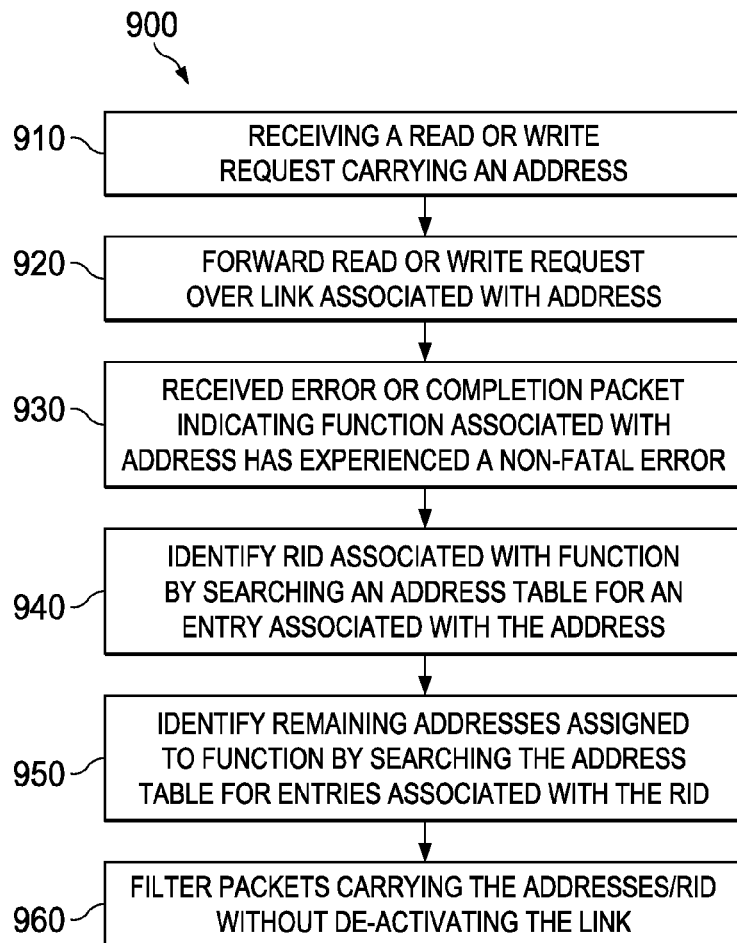 900
910
RECEIVING A READ OR WRITE
REQUEST CARRYING AN ADDRESS
920
FORWARD READ OR WRITE REQUEST
OVER LINK ASSOCIATED WITH ADDRESS
930
RECEIVED ERROR OR COMPLETION PACKET
INDICATING FUNCTION ASSOCIATED WITH
ADDRESS HAS EXPERIENCED A NON-FATAL ERROR
940
IDENTIFY RID ASSOCIATED WITH FUNCTION
BY SEARCHING AN ADDRESS TABLE FOR AN
ENTRY ASSOCIATED WITH THE ADDRESS
950
IDENTIFY REMAINING ADDRESSES ASSIGNED
TO FUNCTION BY SEARCHING THE ADDRESS
TABLE FOR ENTRIES ASSOCIATED WITH THE RID
960
FILTER PACKETS CARRYING THE ADDRESSES/RID
WITHOUT DE-ACTIVATING THE LINK